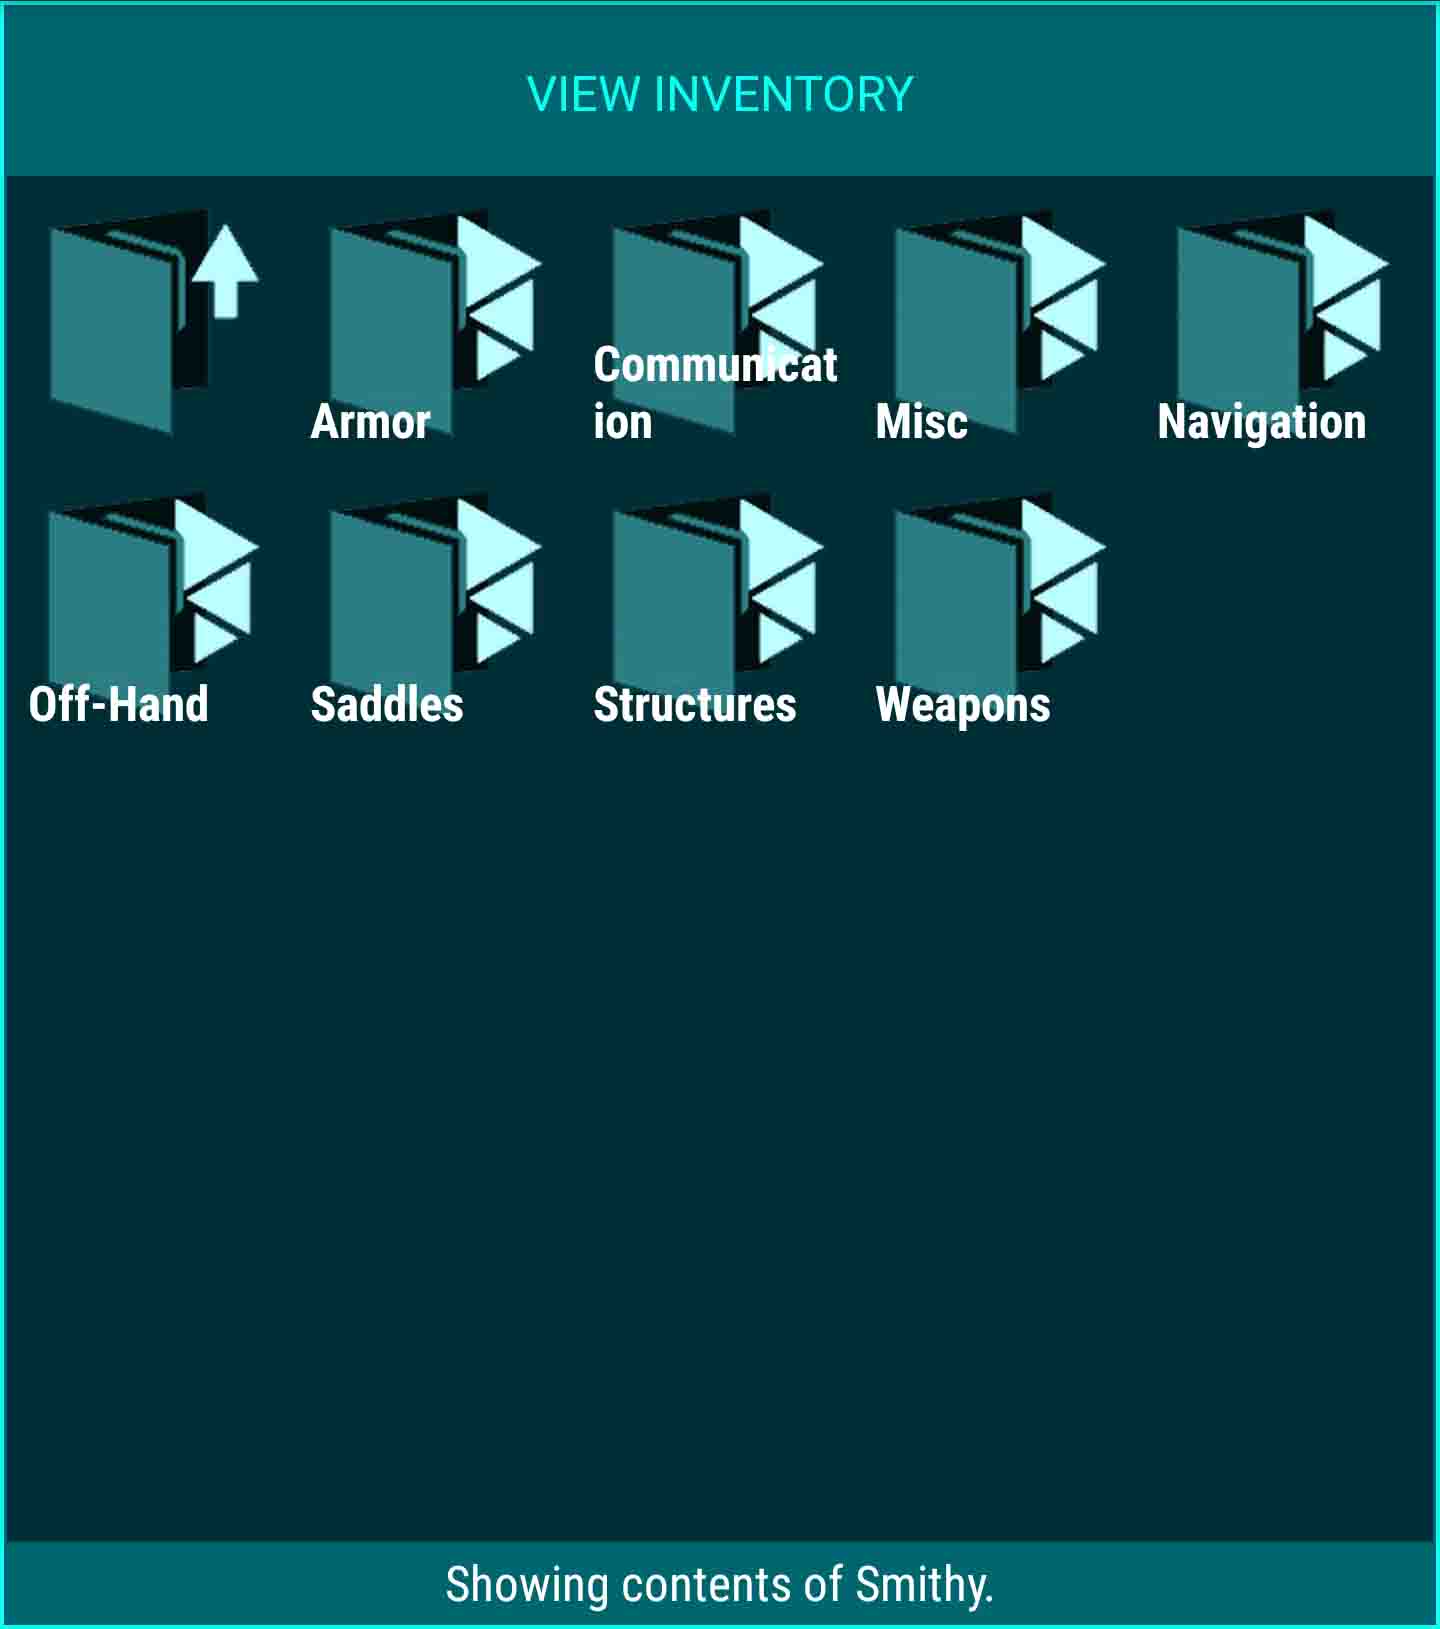 VIEW INVENTORY
Armor
Communicat
ion
Misc
Navigation
Off-Hand
Saddles
Structures
Weapons
Showing contents of Smithy.